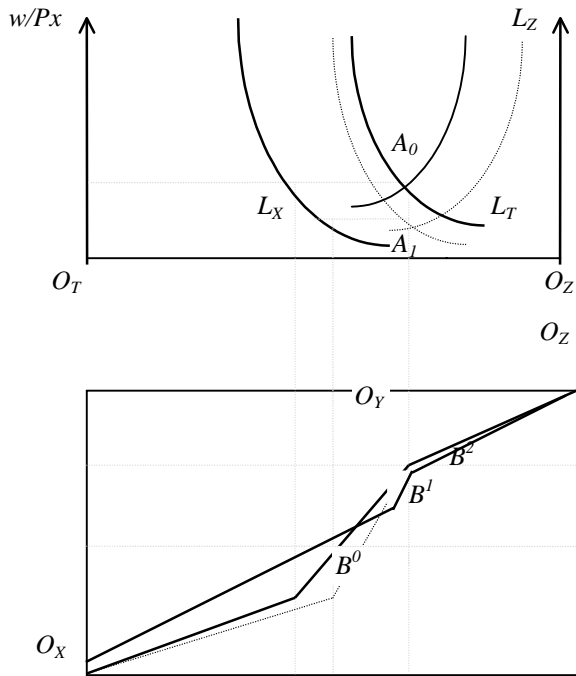 w/Px
L_Z
A_0
L_X
L_T
A_1
O_T
O_Z
O_Z
O_Y
B^2
B^1
B^0
O_X